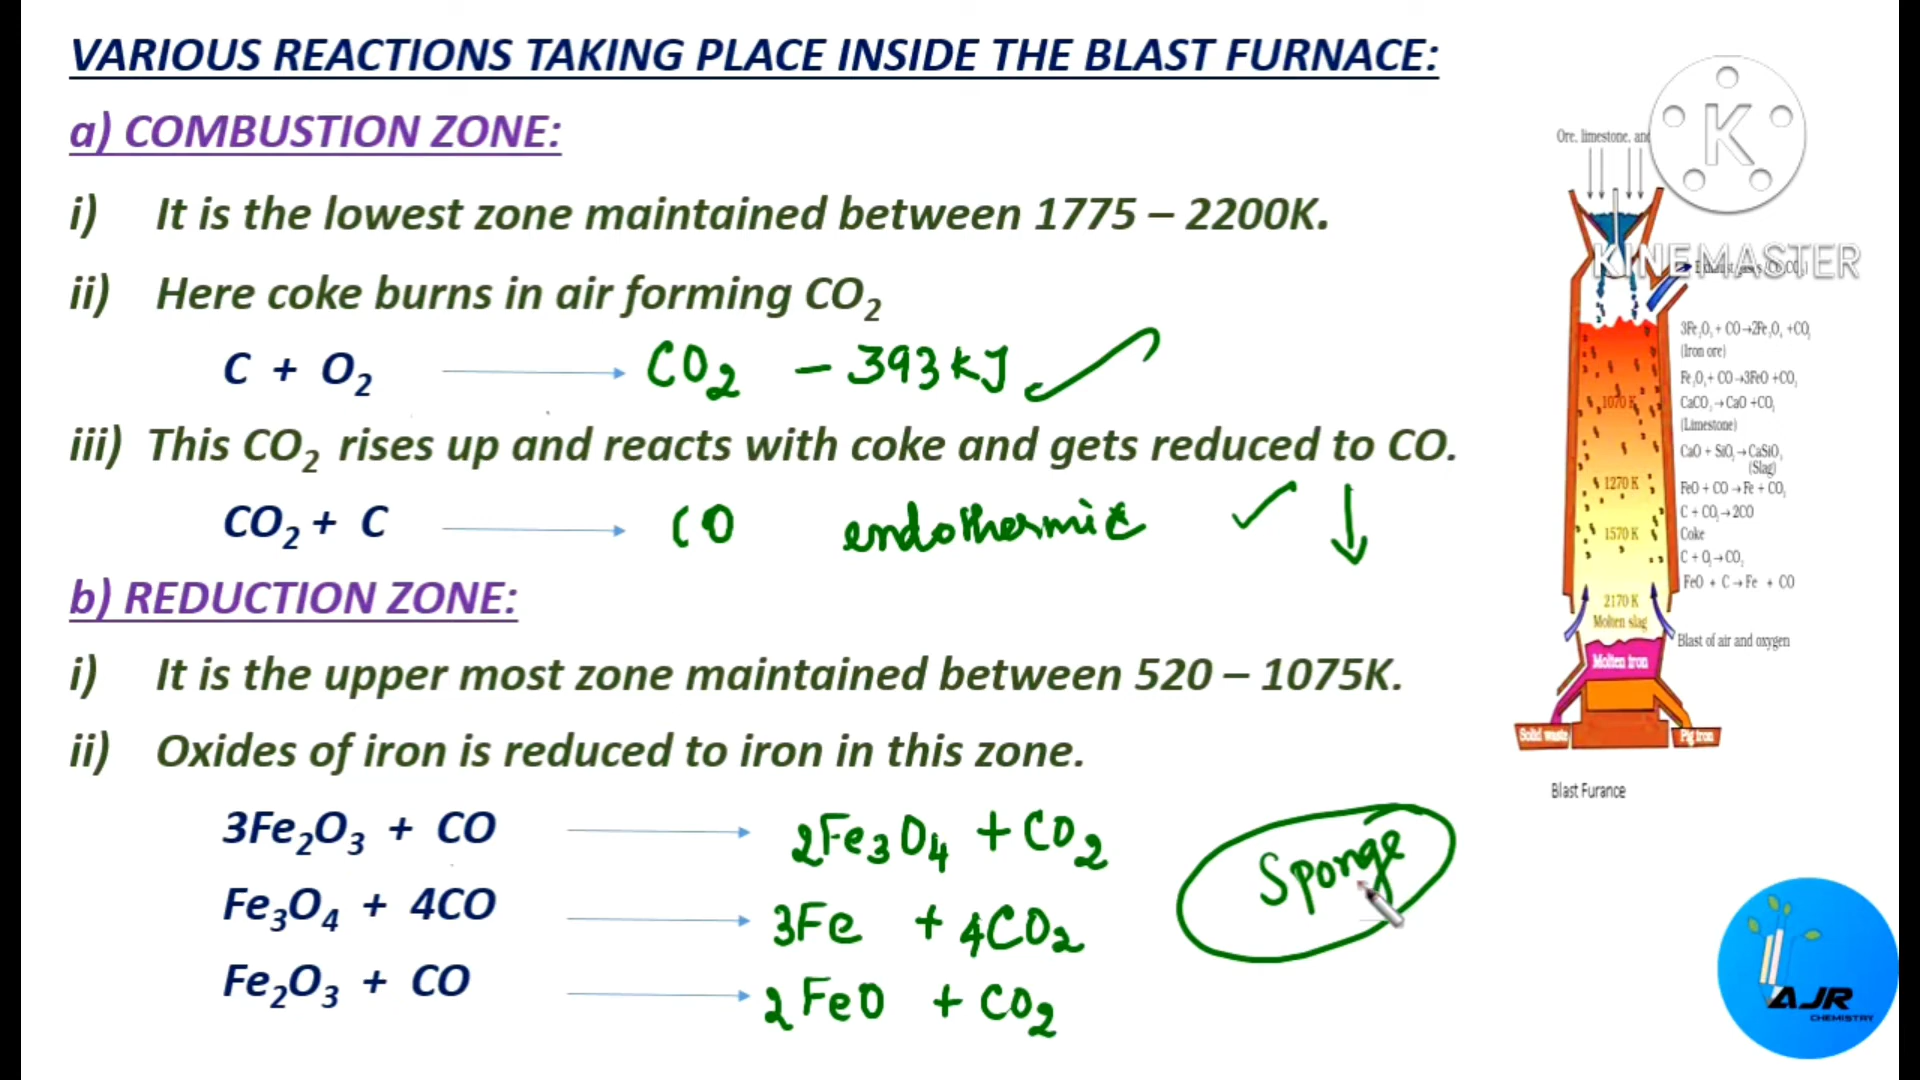 VARIOUS REACTIONS TAKING PLACE INSIDE THE BLAST FURNACE:
a) COMBUSTION ZONE:
i) It is the lowest zone maintained between 1775 – 2200K.
ii) Here coke burns in air forming CO₂
C + O₂ → CO₂ – 393 kJ
iii) This CO₂ rises up and reacts with coke and gets reduced to CO.
CO₂ + C → CO endothermic ✓ ↓
b) REDUCTION ZONE:
i) It is the upper most zone maintained between 520 – 1075K.
ii) Oxides of iron is reduced to iron in this zone.
3Fe₂O₃ + CO → 2Fe₃O₄ + CO₂
Fe₃O₄ + 4CO → 3Fe + 4CO₂
Fe₂O₃ + CO → 2FeO + CO₂
Sponge
Ore, limestone, and
K
KINEMASTER
3Fe₂O₃ + CO→2Fe₃O₄ +CO₂
(Iron ore)
Fe₃O₄ + CO→3FeO +CO₂
1070 K
CaCO₃→CaO +CO₂
(Limestone)
CaO + SiO₂→CaSiO₃
(Slag)
1270 K
FeO + CO→Fe + CO₂
C + CO₂→2CO
1570 K
Coke
C + O₂→CO₂
FeO + C→Fe + CO
2170 K
Molten slag
Blast of air and oxygen
Molten iron
Solid waste
Pig iron
Blast Furance
AJR
CHEMISTRY